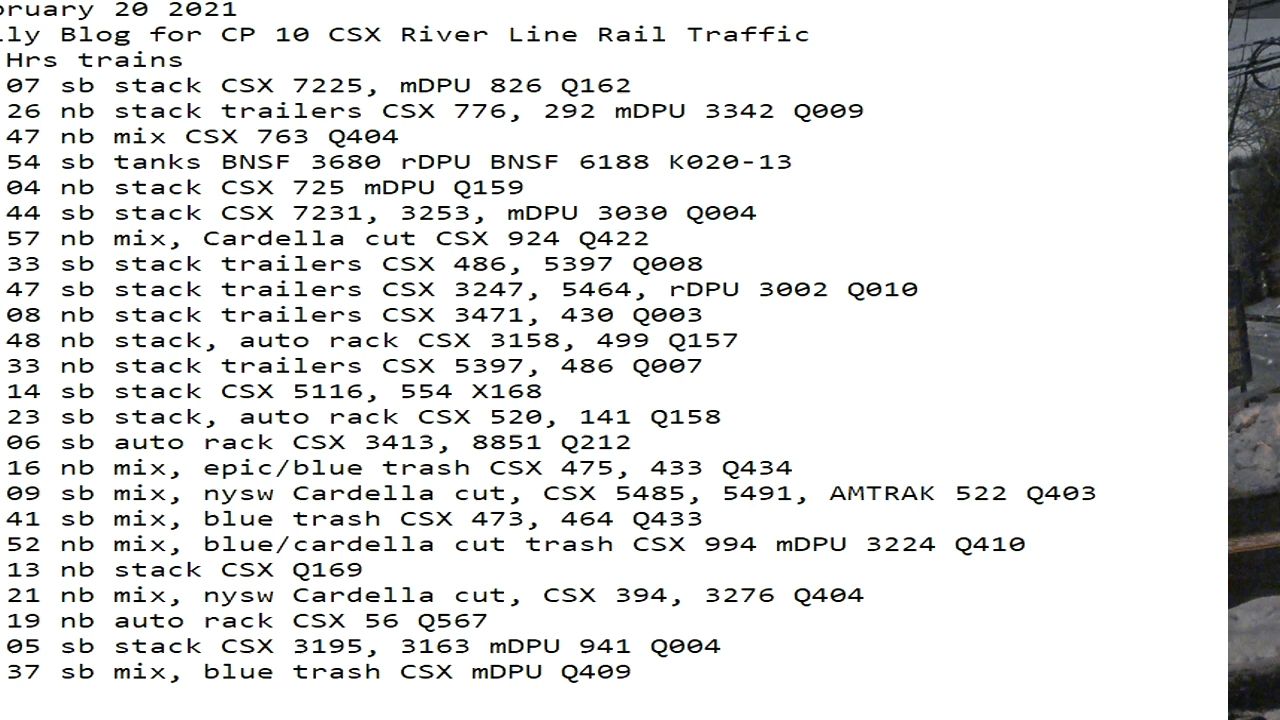 bruary 20 2021
ly Blog for CP 10 CSX River Line Rail Traffic
Hrs trains
07 sb stack CSX 7225, mDPU 826 Q162
26 nb stack trailers CSX 776, 292 mDPU 3342 Q009
47 nb mix CSX 763 Q404
54 sb tanks BNSF 3680 rDPU BNSF 6188 K020-13
04 nb stack CSX 725 mDPU Q159
44 sb stack CSX 7231, 3253, mDPU 3030 Q004
57 nb mix, Cardella cut CSX 924 Q422
33 sb stack trailers CSX 486, 5397 Q008
47 sb stack trailers CSX 3247, 5464, rDPU 3002 Q010
08 nb stack trailers CSX 3471, 430 Q003
48 nb stack, auto rack CSX 3158, 499 Q157
33 nb stack trailers CSX 5397, 486 Q007
14 sb stack CSX 5116, 554 X168
23 sb stack, auto rack CSX 520, 141 Q158
06 sb auto rack CSX 3413, 8851 Q212
16 nb mix, epic/blue trash CSX 475, 433 Q434
09 sb mix, nysw Cardella cut, CSX 5485, 5491, AMTRAK 522 Q403
41 sb mix, blue trash CSX 473, 464 Q433
52 nb mix, blue/cardella cut trash CSX 994 mDPU 3224 Q410
13 nb stack CSX Q169
21 nb mix, nysw Cardella cut, CSX 394, 3276 Q404
19 nb auto rack CSX 56 Q567
05 sb stack CSX 3195, 3163 mDPU 941 Q004
37 sb mix, blue trash CSX mDPU Q409